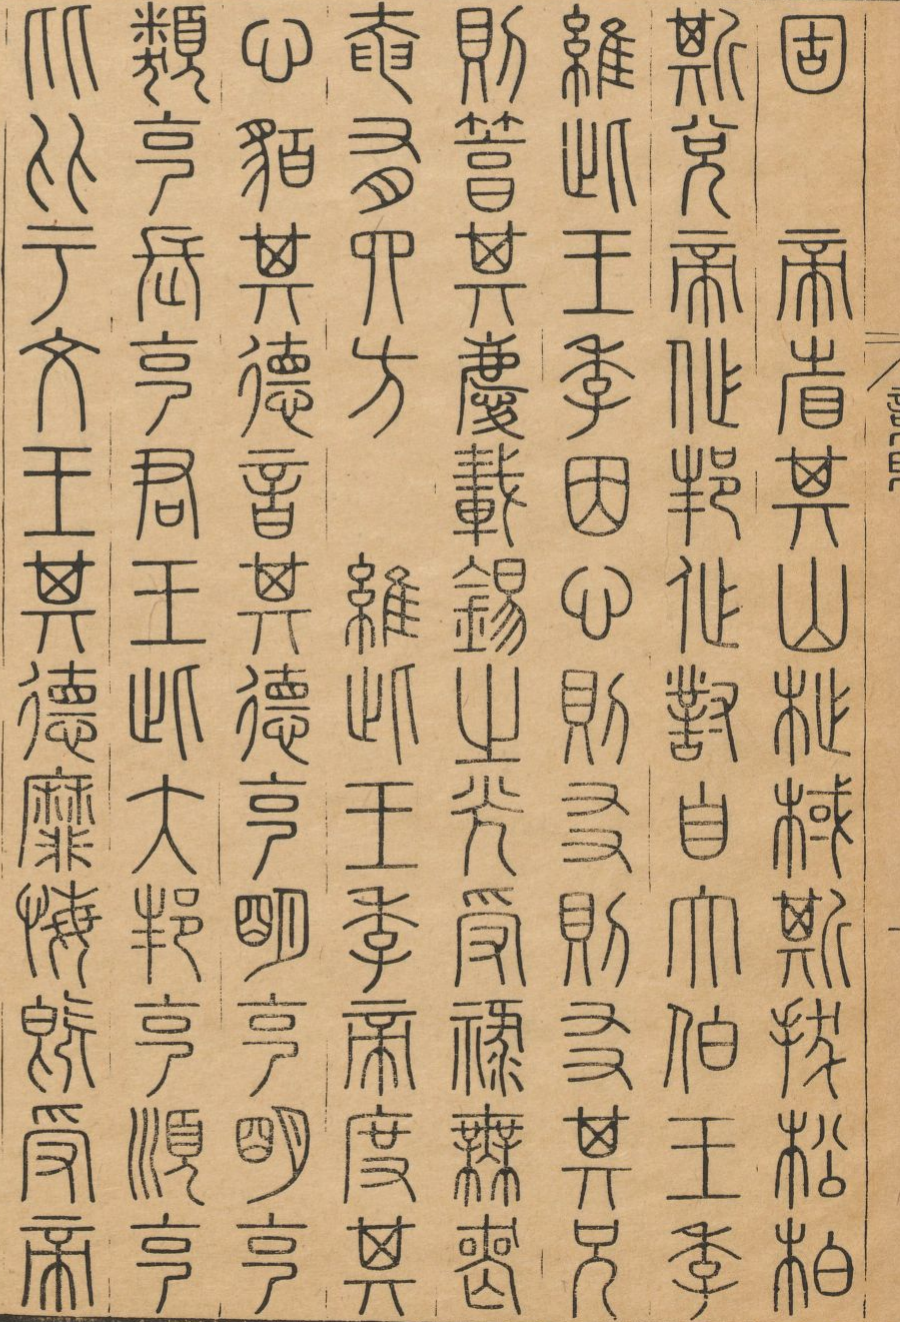 固　帝省其山柞棫斯拔松柏
斯兌帝作邦作對自大伯王季
維此王季因心則友則友其兄
則篤其慶載錫之光受祿無喪
奄有四方　維此王季帝度其
心貊其德音其德克明克明克
類克長克君王此大邦克順克
比比于文王其德靡悔既受帝